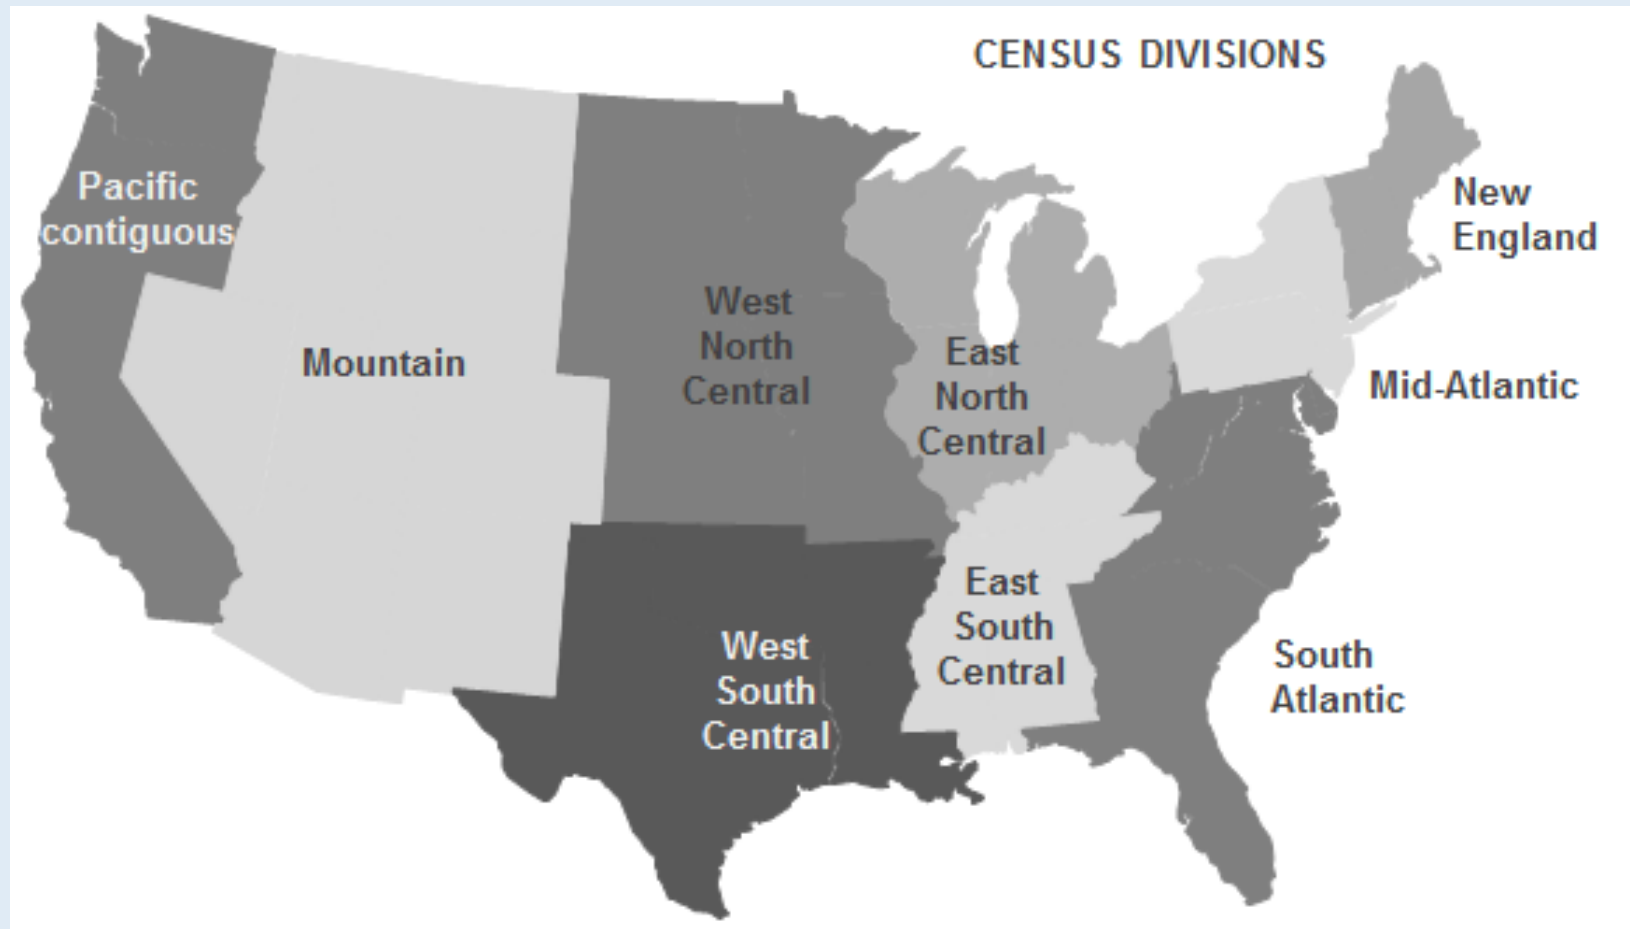 CENSUS DIVISIONS
Pacific
contiguous
Mountain
West
North
Central
East
North
Central
New
England
Mid-Atlantic
West
South
Central
East
South
Central
South
Atlantic